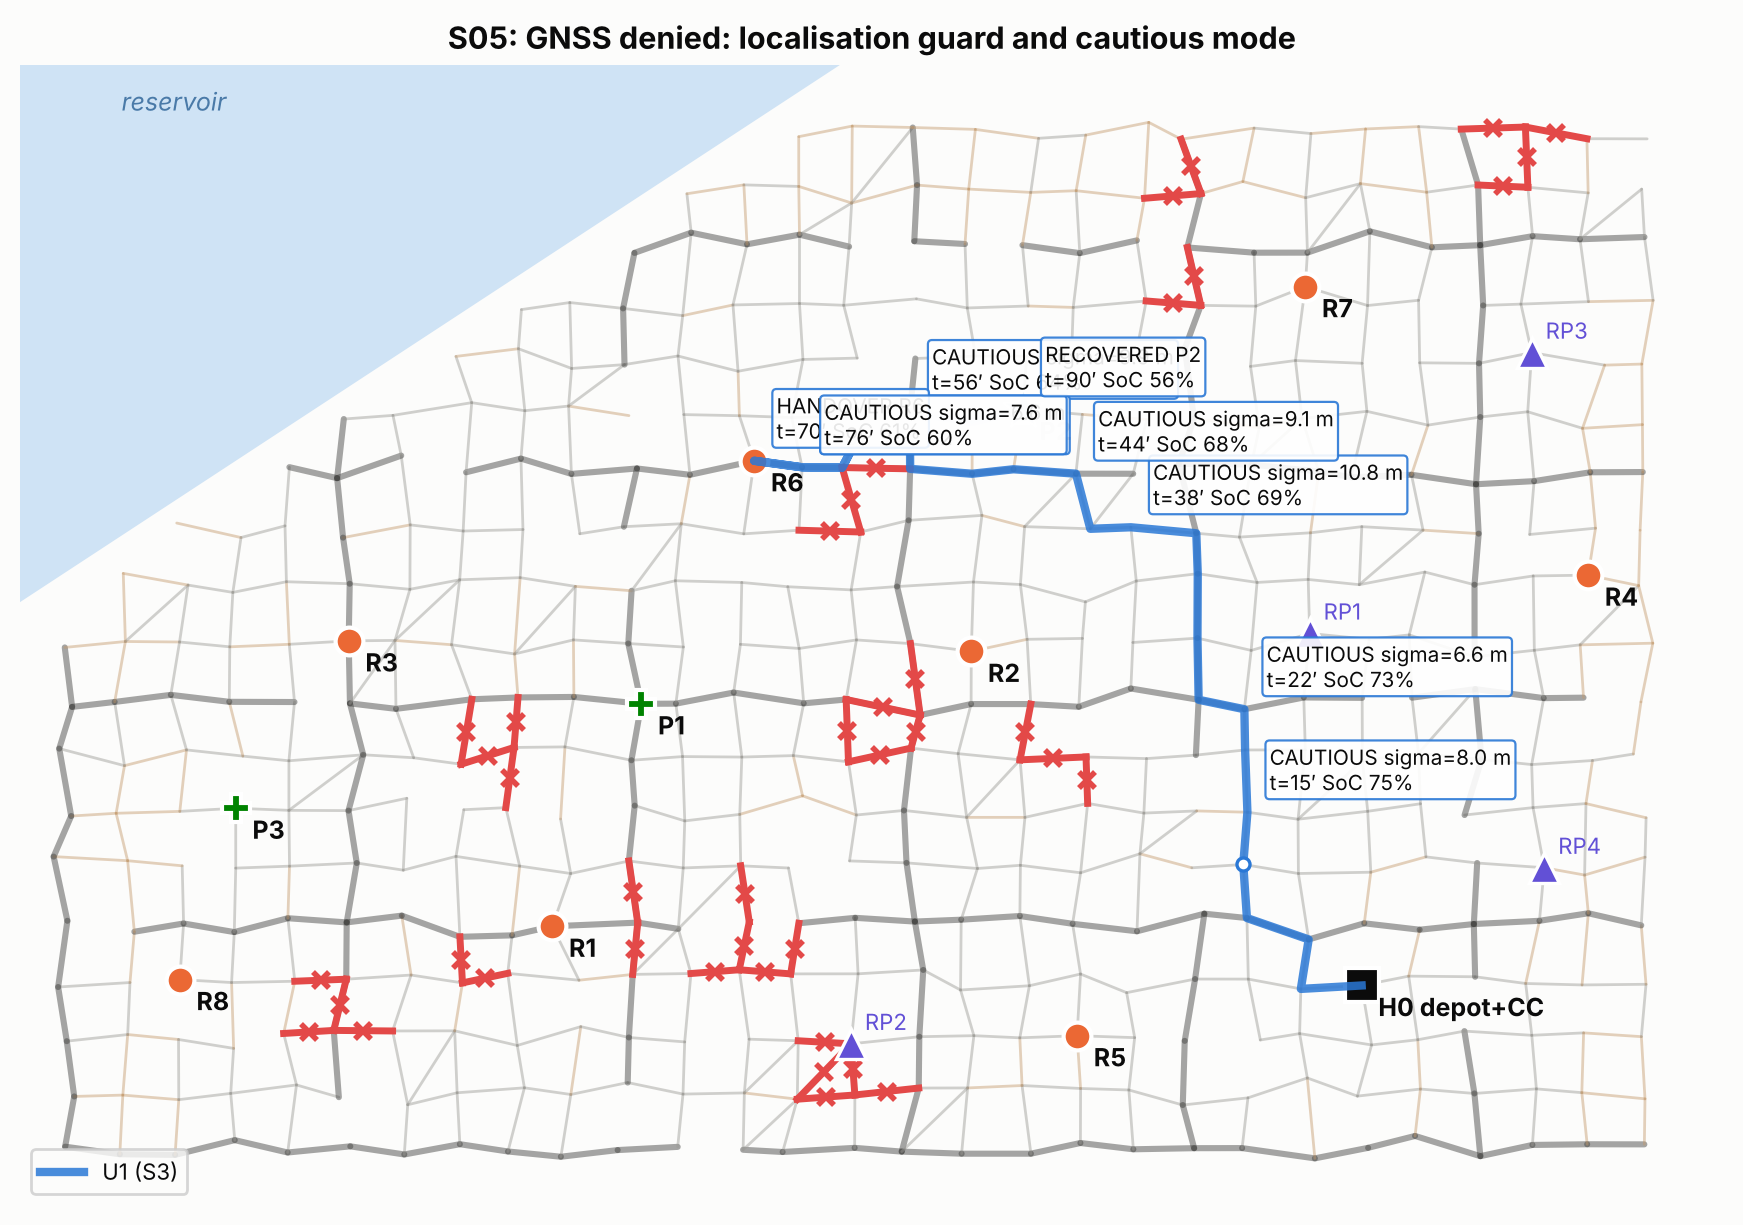 S05: GNSS denied: localisation guard and cautious mode
reservoir
R7
RP3
CAUTIOUS
t=56′ SoC
RECOVERED P2
t=90′ SoC 56%
t=70′
CAUTIOUS sigma=7.6 m
t=76′ SoC 60%
CAUTIOUS sigma=9.1 m
t=44′ SoC 68%
CAUTIOUS sigma=10.8 m
t=38′ SoC 69%
R6
R4
RP1
CAUTIOUS sigma=6.6 m
t=22′ SoC 73%
R3
R2
P1
CAUTIOUS sigma=8.0 m
t=15′ SoC 75%
P3
RP4
R1
R8
H0 depot+CC
RP2
R5
U1 (S3)